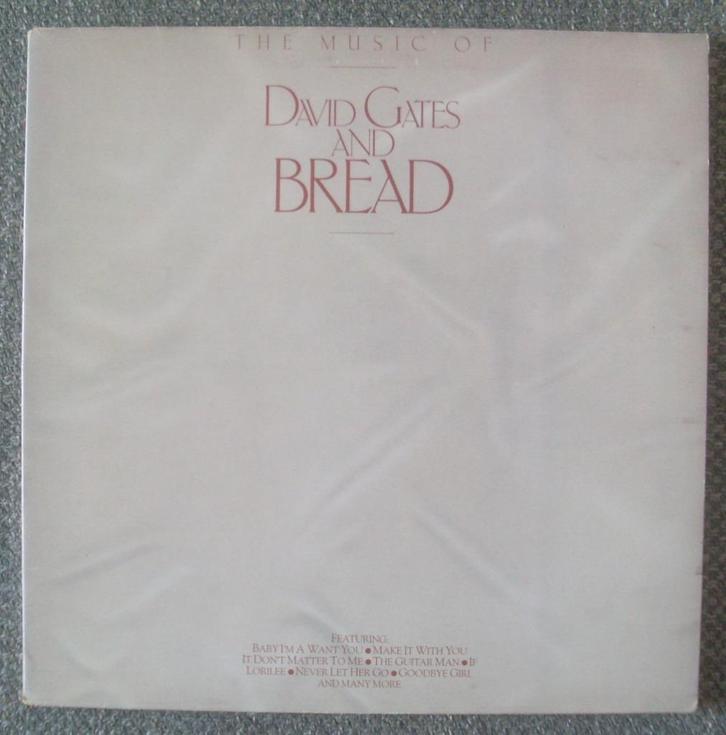 THE MUSIC OF
DAVID GATES
AND
BREAD
FEATURING:
BABY I'M A WANT YOU ● MAKE IT WITH YOU
IT DON'T MATTER TO ME ● THE GUITAR MAN ● IF
LORILEE ● NEVER LET HER GO ● GOODBYE GIRL
AND MANY MORE